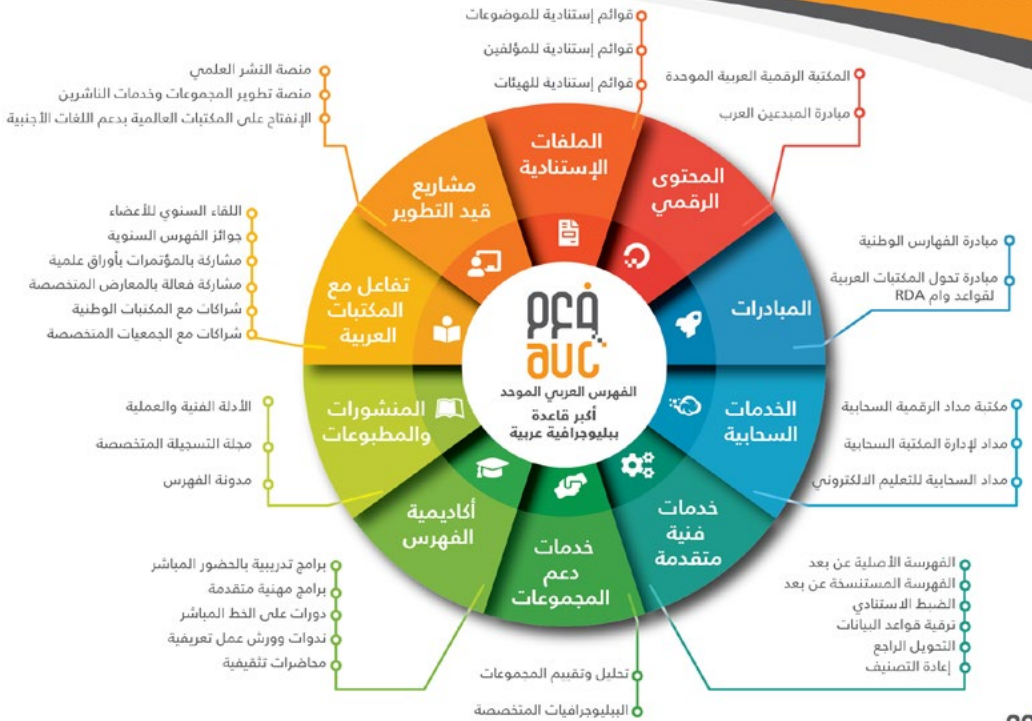 قوائم إستنادية للموضوعات
قوائم إستنادية للمؤلفين
قوائم إستنادية للهيئات
المكتبة الرقمية العربية الموحدة
مبادرة المبدعين العرب
منصة النشر العلمي
منصة تطوير المجموعات وخدمات الناشرين
الإنفتاح على المكتبات العالمية بدعم اللغات الأجنبية
الملفات
الإستنادية
المحتوى
الرقمي
مشاريع
قيد التطوير
مبادرة الفهارس الوطنية
مبادرة تحول المكتبات العربية
لقواعد وام RDA
المبادرات
اللقاء السنوي للأعضاء
جوائز الفهرس السنوية
مشاركة بالمؤتمرات بأوراق علمية
مشاركة فعالة بالمعارض المتخصصة
شراكات مع المكتبات الوطنية
شراكات مع الجمعيات المتخصصة
تفاعل مع
المكتبات
العربية
auc
الفهرس العربي الموحد
أكبر قاعدة
ببليوجرافية عربية
الخدمات
السحابية
مكتبة مداد الرقمية السحابية
مداد لإدارة المكتبة السحابية
مداد السحابية للتعليم الالكتروني
المنشورات
والمطبوعات
الأدلة الفنية والعملية
مجلة التسجيلة المتخصصة
مدونة الفهرس
خدمات
فنية
متقدمة
أكاديمية
الفهرس
خدمات
دعم
المجموعات
الفهرسة الأصلية عن بعد
الفهرسة المستنسخة عن بعد
الضبط الاستنادي
ترقية قواعد البيانات
التحويل الراجع
إعادة التصنيف
برامج تدريبية بالحضور المباشر
برامج مهنية متقدمة
دورات على الخط المباشر
ندوات وورش عمل تعريفية
محاضرات تثقيفية
تحليل وتقييم المجموعات
الببليوجرافيات المتخصصة